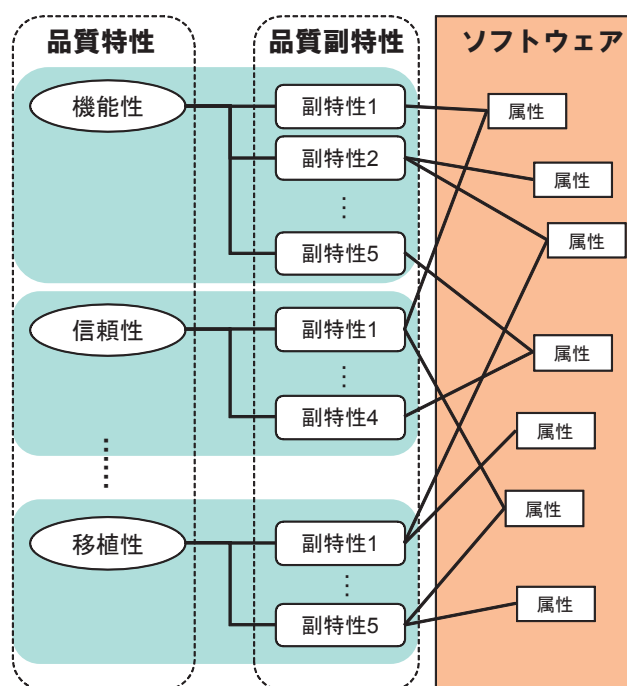 品質特性
品質副特性
ソフトウェア
機能性
副特性1
副特性2
⋮
副特性5
信頼性
副特性1
⋮
副特性4
⋮
移植性
副特性1
⋮
副特性5
属性
属性
属性
属性
属性
属性
属性